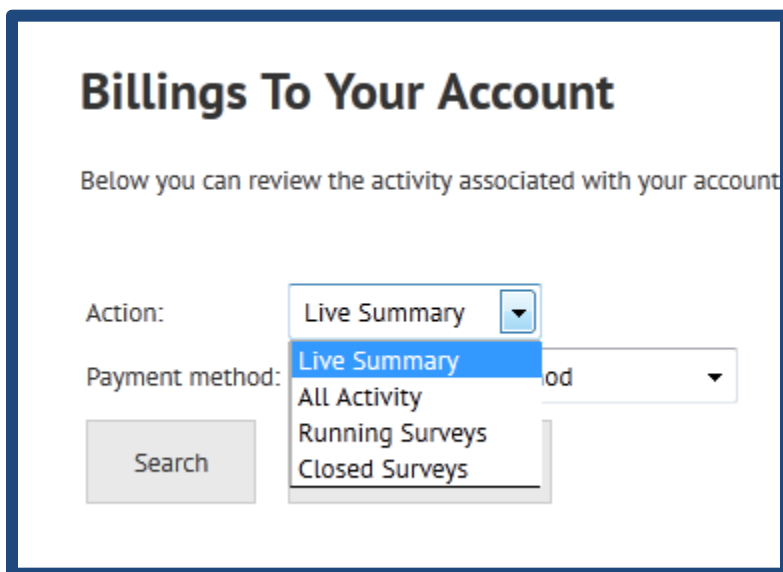 Billings To Your Account
Below you can review the activity associated with your account
Action:
Live Summary
Payment method:
Live Summary
All Activity
Running Surveys
Closed Surveys
Search